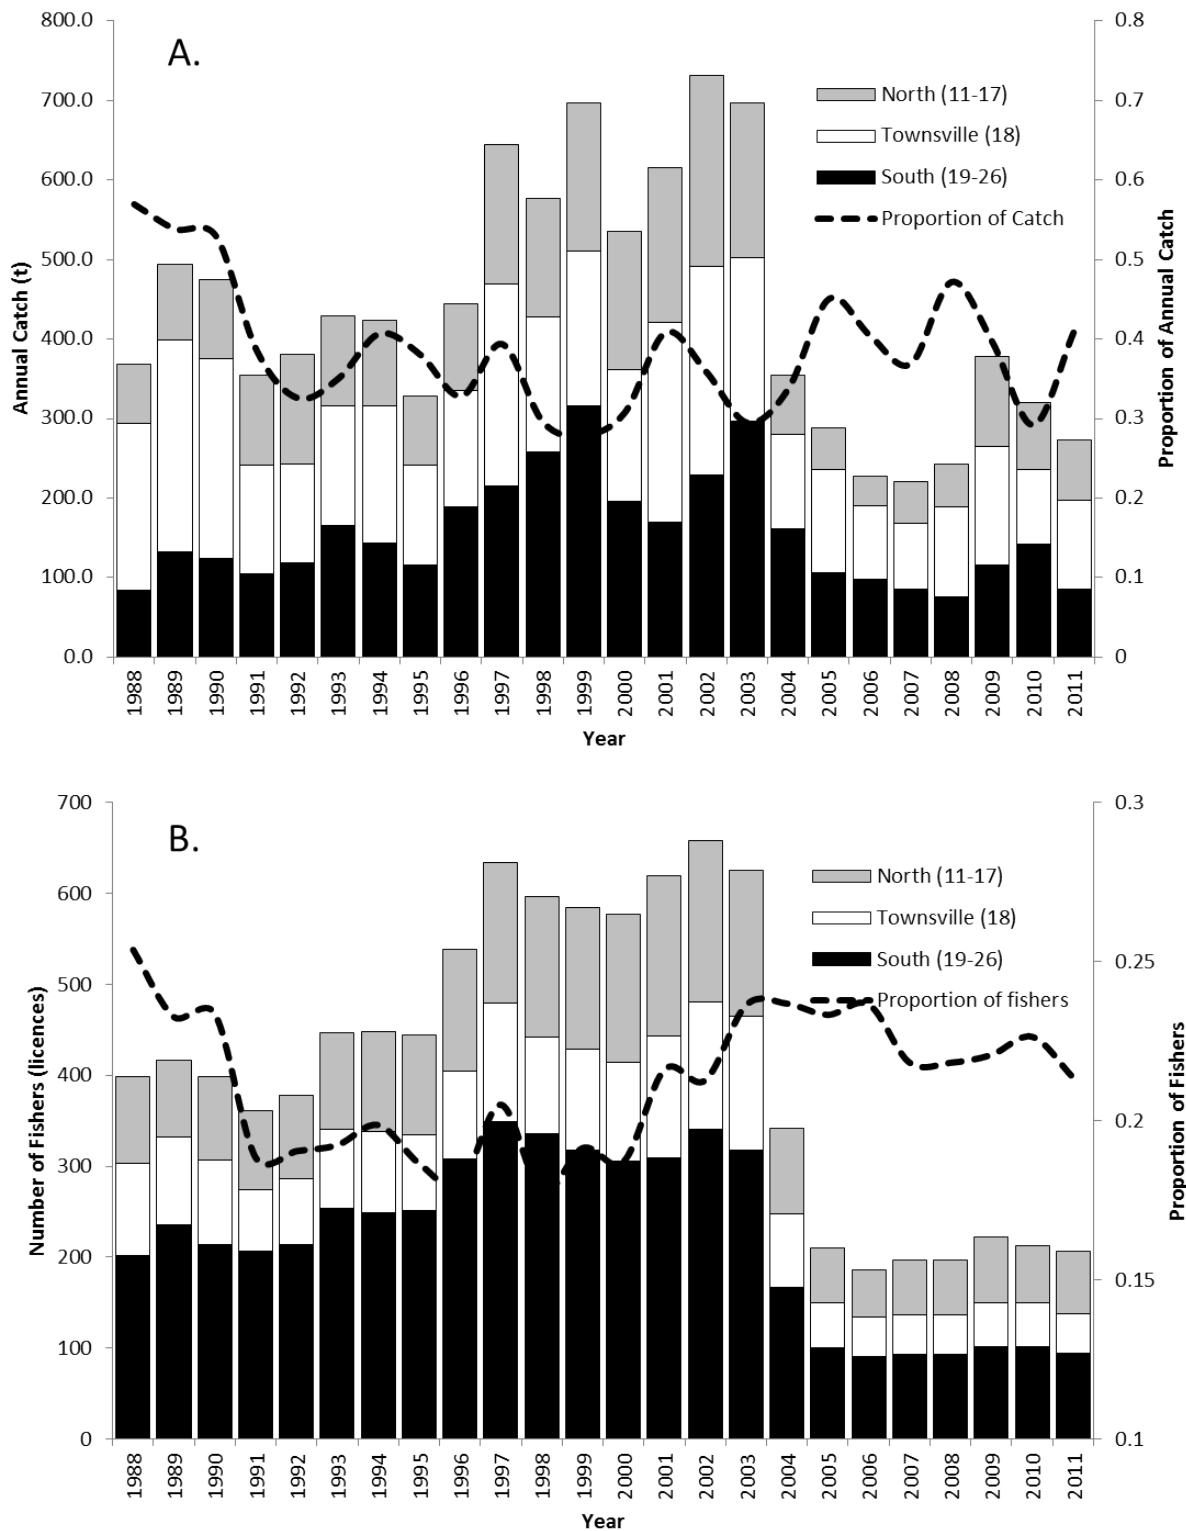 A.
800.0
700.0
600.0
500.0
400.0
300.0
200.0
100.0
0.0
Annual Catch (t)
0.8
0.7
0.6
0.5
0.4
0.3
0.2
0.1
0
Proportion of Annual Catch
North (11-17)
Townsville (18)
South (19-26)
Proportion of Catch
1988 1989 1990 1991 1992 1993 1994 1995 1996 1997 1998 1999 2000 2001 2002 2003 2004 2005 2006 2007 2008 2009 2010 2011
Year
B.
700
600
500
400
300
200
100
0
Number of Fishers (licences)
0.3
0.25
0.2
0.15
0.1
Proportion of Fishers
North (11-17)
Townsville (18)
South (19-26)
Proportion of fishers
1988 1989 1990 1991 1992 1993 1994 1995 1996 1997 1998 1999 2000 2001 2002 2003 2004 2005 2006 2007 2008 2009 2010 2011
Year